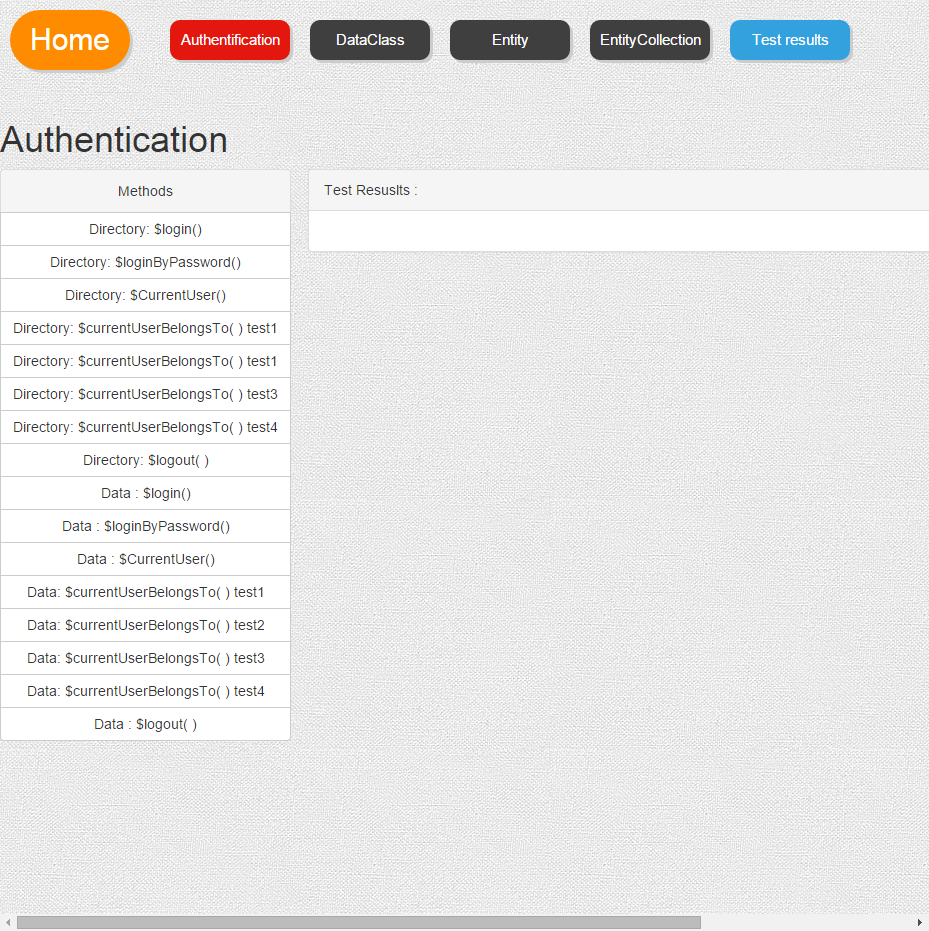 Home
Authentification
DataClass
Entity
EntityCollection
Test results
Authentication
Methods
Directory: $login()
Directory: $loginByPassword()
Directory: $CurrentUser()
Directory: $currentUserBelongsTo( ) test1
Directory: $currentUserBelongsTo( ) test1
Directory: $currentUserBelongsTo( ) test3
Directory: $currentUserBelongsTo( ) test4
Directory: $logout( )
Data : $login()
Data : $loginByPassword()
Data : $CurrentUser()
Data: $currentUserBelongsTo( ) test1
Data: $currentUserBelongsTo( ) test2
Data: $currentUserBelongsTo( ) test3
Data: $currentUserBelongsTo( ) test4
Data : $logout( )
Test Resuslts :